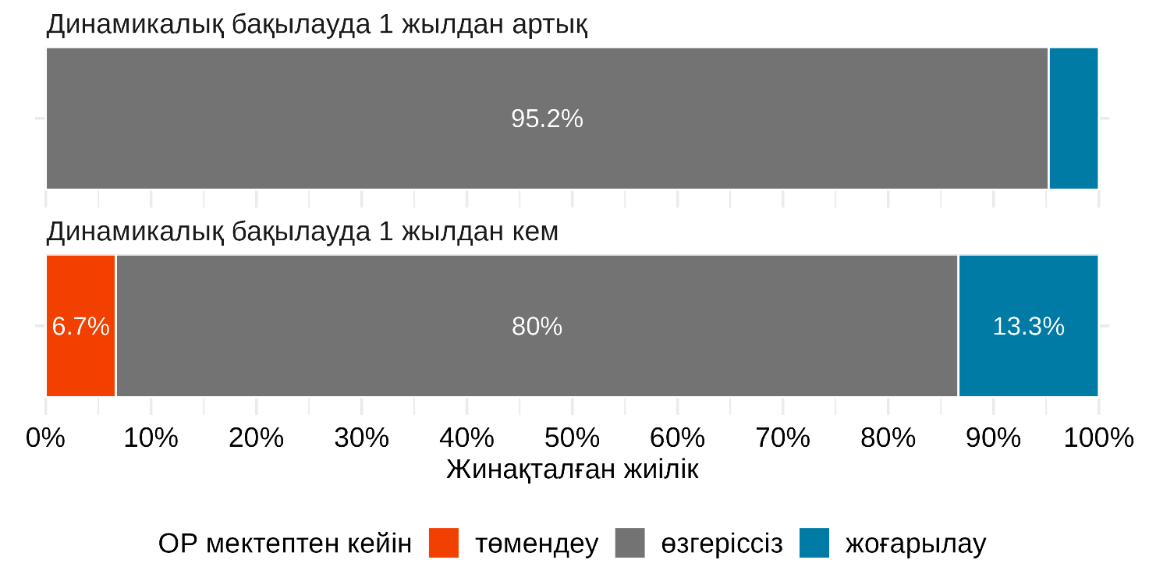 Динамикалық бақылауда 1 жылдан артық
95.2%
Динамикалық бақылауда 1 жылдан кем
6.7% 80% 13.3%
0% 10% 20% 30% 40% 50% 60% 70% 80% 90% 100%
Жинақталған жиілік
ОР мектептен кейін төмендеу өзгеріссіз жоғарылау